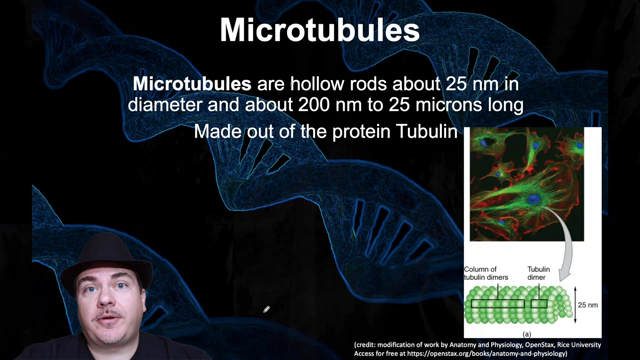 Microtubules
Microtubules are hollow rods about 25 nm in
diameter and about 200 nm to 25 microns long
Made out of the protein Tubulin
Column of
tubulin dimers
Tubulin
dimer
25 nm
(a)
(credit: modification of work by Anatomy and Physiology, OpenStax, Rice University
Access for free at https://openstax.org/books/anatomy-and-physiology)